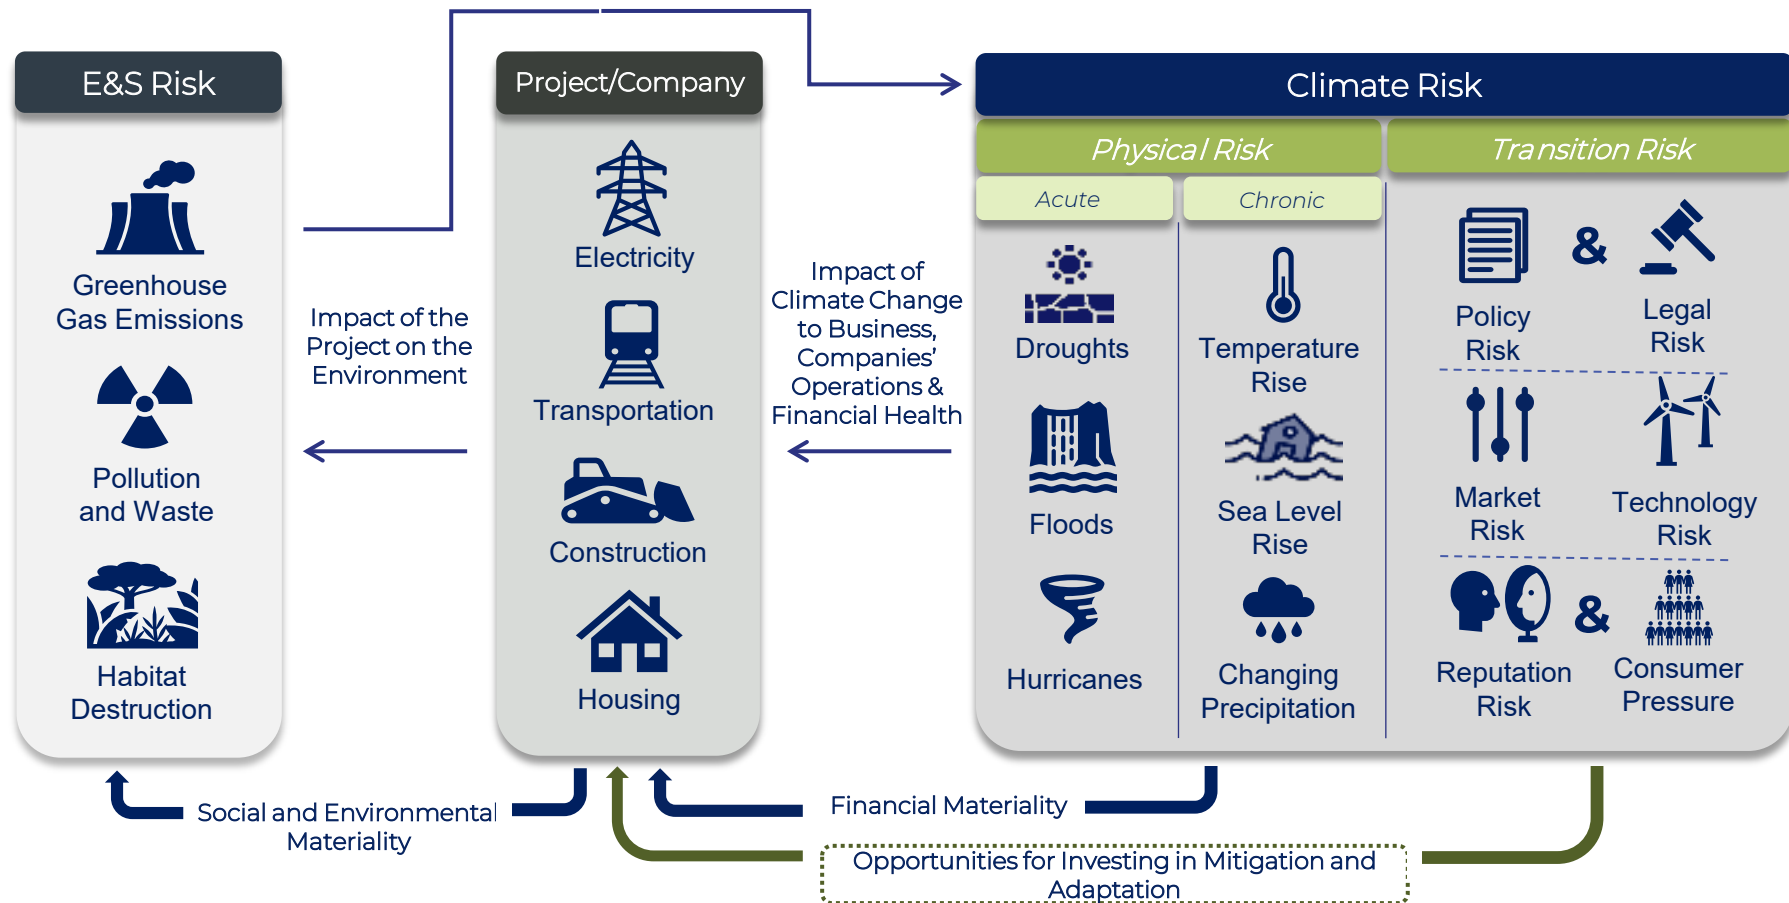 E&S Risk
Greenhouse
Gas Emissions
Pollution
and Waste
Habitat
Destruction
Impact of the
Project on the
Environment
Project/Company
Electricity
Transportation
Construction
Housing
Impact of
Climate Change
to Business,
Companies'
Operations &
Financial Health
Climate Risk
Physical Risk
Acute
Droughts
Floods
Hurricanes
Chronic
Temperature
Rise
Sea Level
Rise
Changing
Precipitation
Transition Risk
&
Policy
Risk
Legal
Risk
Market
Risk
Technology
Risk
&
Reputation
Risk
Consumer
Pressure
Social and Environmental
Materiality
Financial Materiality
Opportunities for Investing in Mitigation and
Adaptation